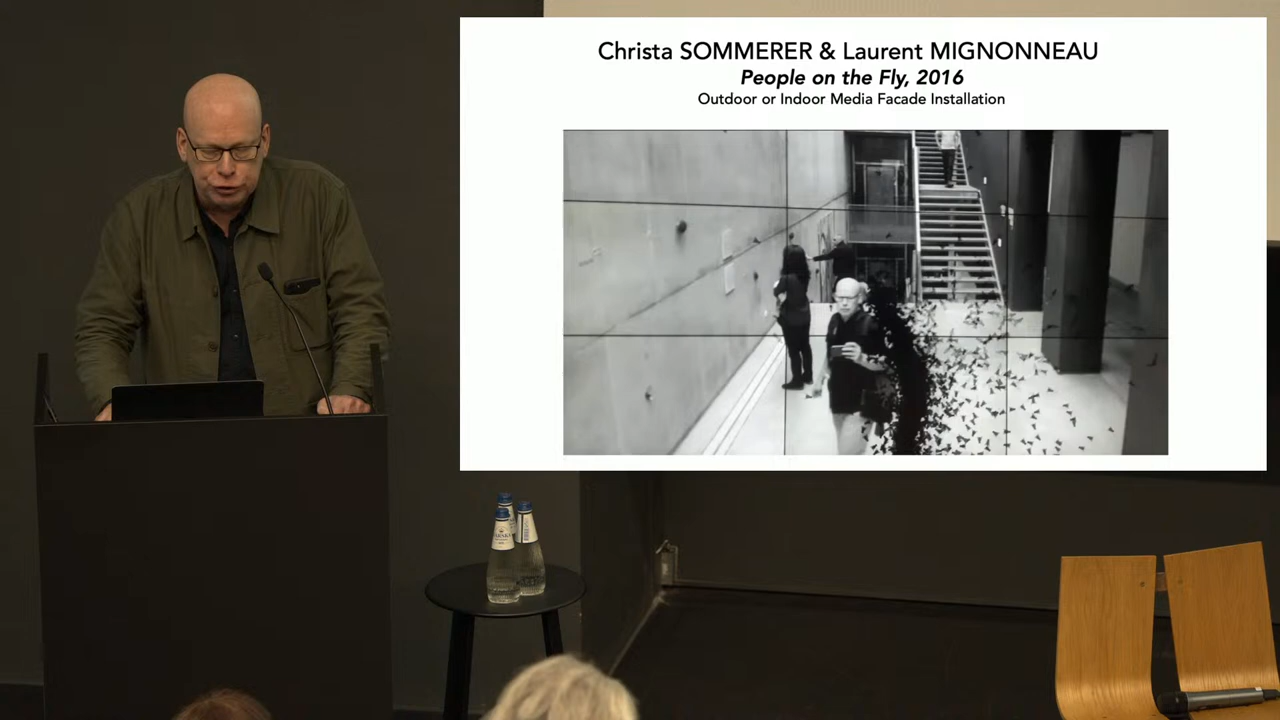 Christa SOMMERER & Laurent MIGNONNEAU
People on the Fly, 2016
Outdoor or Indoor Media Facade Installation